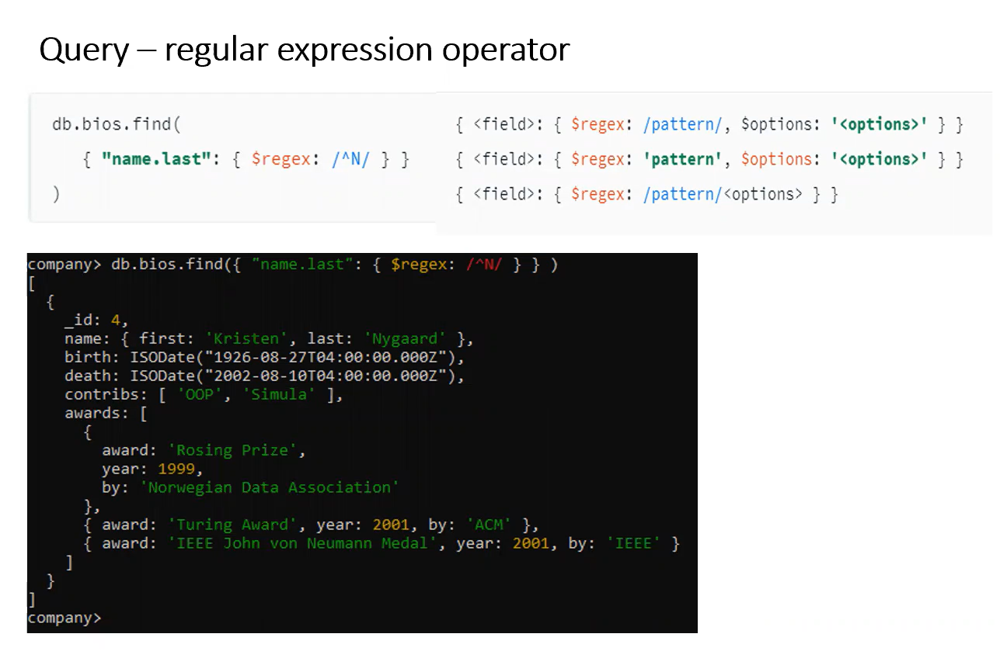 Query – regular expression operator
db.bios.find(
{ "name.last": { $regex: /^N/ } }
)
{ <field>: { $regex: /pattern/, $options: '<options>' } }
{ <field>: { $regex: 'pattern', $options: '<options>' } }
{ <field>: { $regex: /pattern/<options> } }
company> db.bios.find({ "name.last": { $regex: /^N/ } } )
[
{
_id: 4,
name: { first: 'Kristen', last: 'Nygaard' },
birth: ISODate("1926-08-27T04:00:00.000Z"),
death: ISODate("2002-08-10T04:00:00.000Z"),
contribs: [ 'OOP', 'Simula' ],
awards: [
{
award: 'Rosing Prize',
year: 1999,
by: 'Norwegian Data Association'
},
{ award: 'Turing Award', year: 2001, by: 'ACM' },
{ award: 'IEEE John von Neumann Medal', year: 2001, by: 'IEEE' }
]
}
]
company>